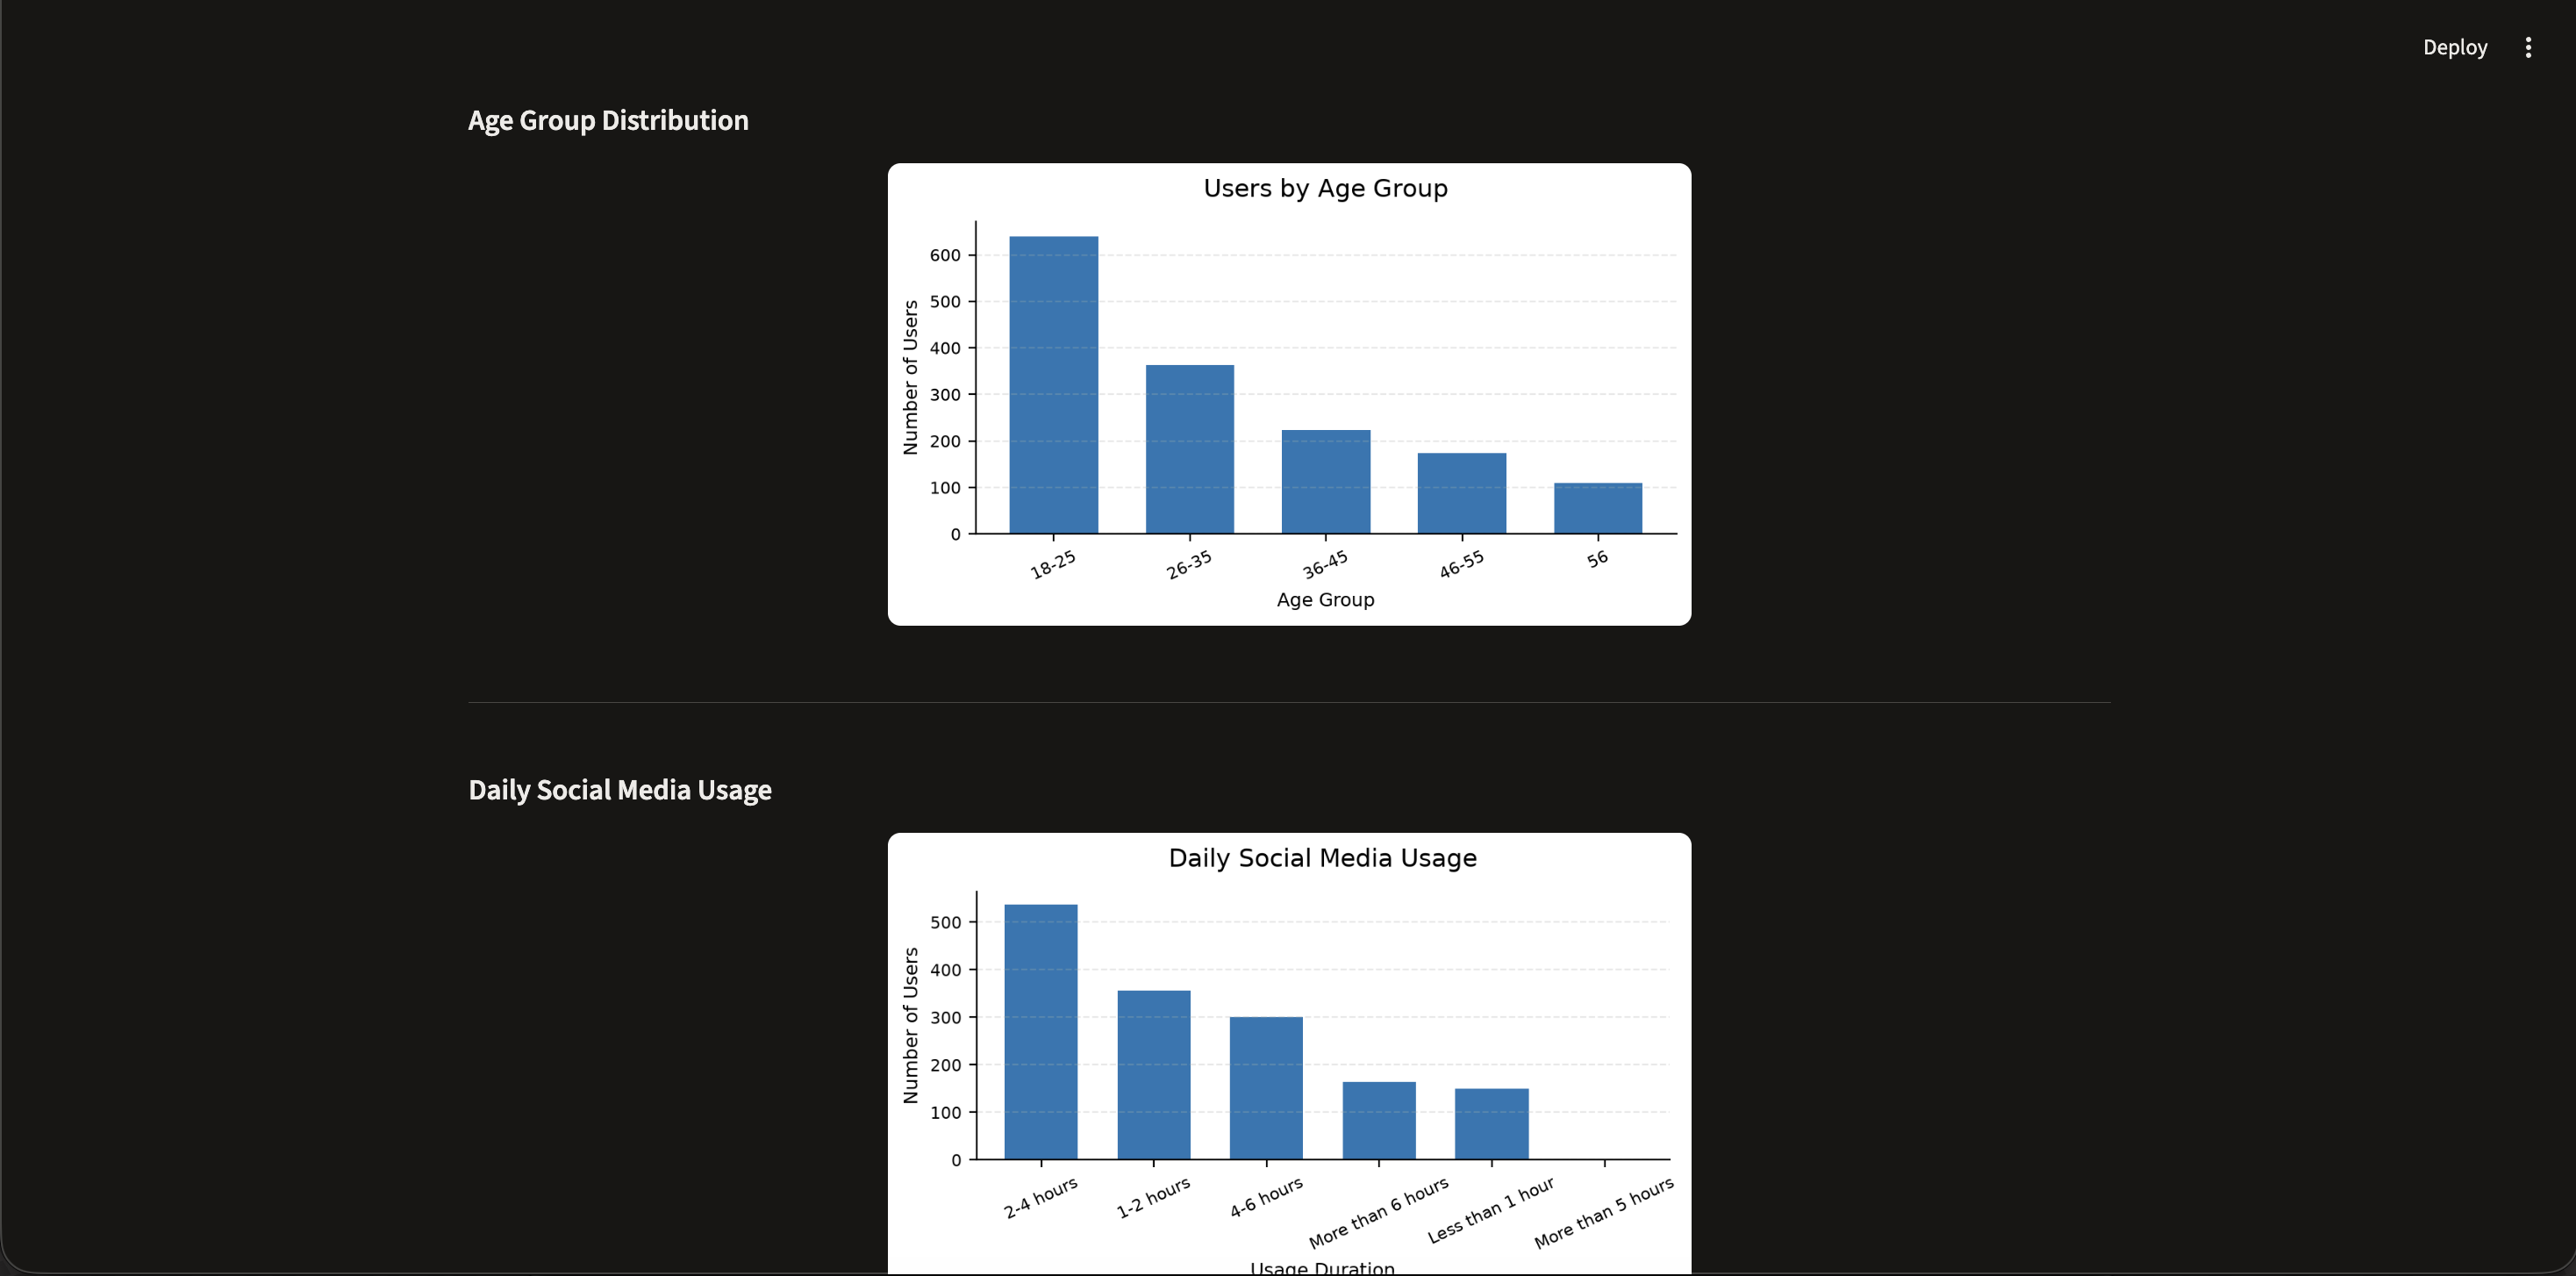 Deploy
Age Group Distribution
Users by Age Group
600
500
400
300
200
100
0
Number of Users
18-25
26-35
36-45
46-55
56
Age Group
Daily Social Media Usage
Daily Social Media Usage
500
400
300
200
100
0
Number of Users
2-4 hours
1-2 hours
4-6 hours
More than 6 hours
Less than 1 hour
More than 5 hours
Usage Duration